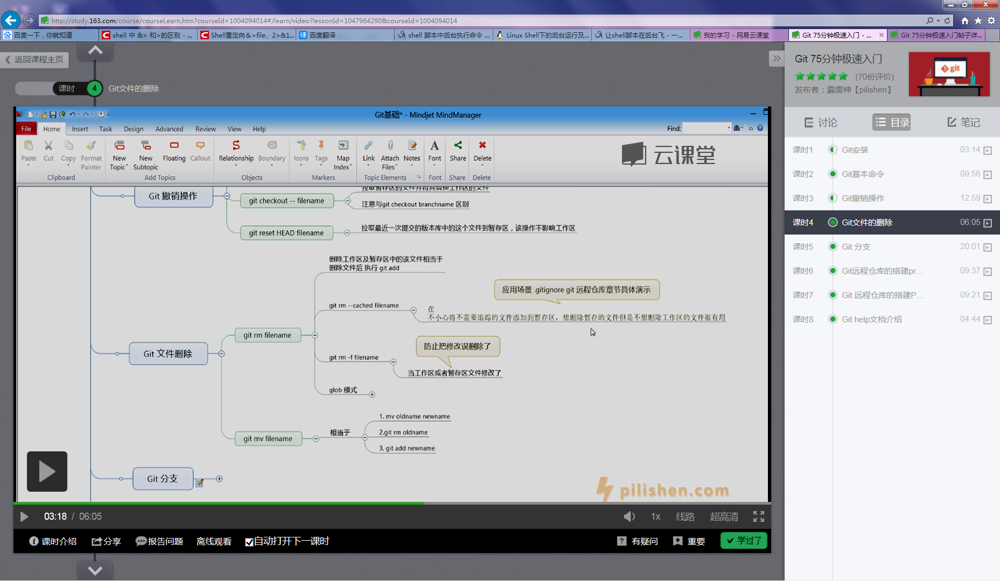 http://study.163.com/course/courseLearn.htm?courseId=1004094014#/learn/video?lessonId=1047964290&courseId=1004094014
百度一下，你就知道
shell 中 &> 和>的区别 - ...
Shell重定向＆>file、2>&1...
百度翻译
shell 脚本中后台执行命令 ...
Linux Shell下的后台运行及...
让shell脚本在后台飞 - 一...
我的学习 - 网易云课堂
Git 75分钟极速入门 - ...
Git 75分钟极速入门帖子详...
返回课程主页
课时 4 Git文件的删除
Git基础* - Mindjet MindManager
File Home Insert Task Design Advanced Review View Help Find:
Paste Cut Copy Format Painter
Clipboard
New Topic New Subtopic Floating Callout
Add Topics
Relationship Boundary
Objects
Icons Tags Map Index
Markers
Link Attach Files Notes
Topic Elements
Font
Font
Share
Share
Delete
Delete
云课堂
Git 撤销操作
拉取暂存区的文件并将其替换工作区的文件
git checkout -- filename
注意与git checkout branchname 区别
git reset HEAD filename
拉取最近一次提交的版本库中的这个文件到暂存区，该操作不影响工作区
删除工作区及暂存区中的该文件相当于
删除文件后 执行 git add
应用场景 .gitignore git 远程仓库章节具体演示
git rm --cached filename
在
不小心将不需要追踪的文件添加到暂存区，想删除暂存的文件但是不想删除工作区的文件很有用
git rm filename
防止把修改误删除了
Git 文件删除
git rm -f filename
当工作区或者暂存区文件修改了
glob 模式
1. mv oldname newname
相当于
2.git rm oldname
git mv filename
3. git add newname
Git 分支
pilishen.com
03:18 / 06:05
1x 线路 超高清
课时介绍 分享 报告问题 离线观看 自动打开下一课时
有疑问 重要 学过了
Git 75分钟极速入门
(70份评价)
发布者：霹雳神【pilishen】
git
讨论 目录 笔记
课时1 Git安装 03:14
课时2 Git基本命令 09:56
课时3 Git撤销操作 12:59
课时4 Git文件的删除 06:05
课时5 Git 分支 20:01
课时6 Git远程仓库的搭建pr... 09:37
课时7 Git 远程仓库的搭建P... 09:21
课时8 Git help文档介绍 04:44